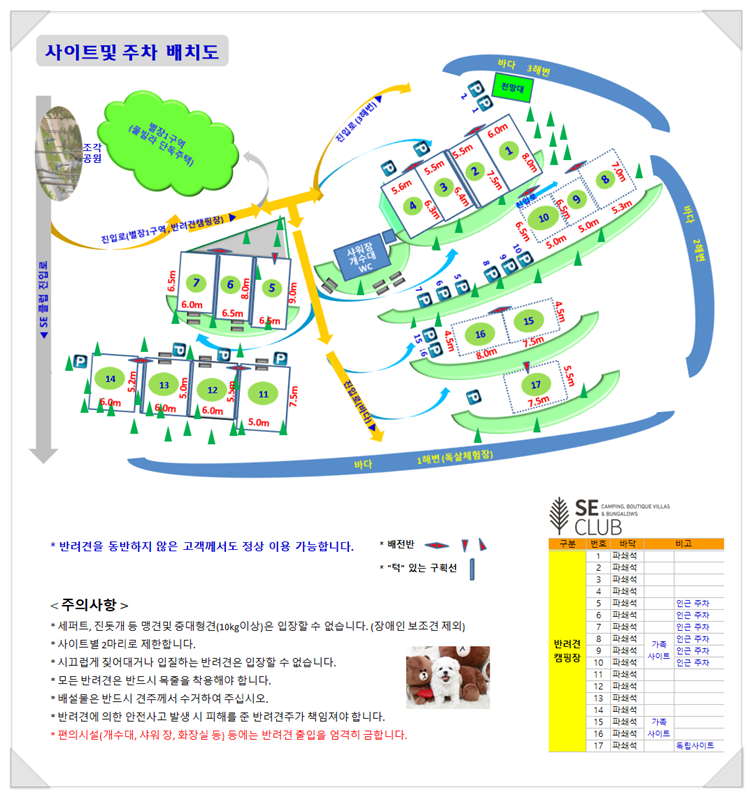 사이트및 주차 배치도
바다 3해변
전망대
진입로(3해변)
2
1
별장1구역
(풀빌라 단독주택)
조각
공원
진입로(별장1구역, 반려견캠핑장)
◀ SE 클럽 진입로
샤워장
개수대
WC
진입로
바다 2해변
6.0m
5.5m
5.5m
5.6m
1
2
3
4
8.0m
7.5m
6.4m
6.3m
8
9
10
7.0m
6.5m
6.5m
5.3m
5.0m
5.0m
7
6
5
6.5m
8.0m
9.0m
6.0m
6.5m
6.5m
7
6
5
8
9
10
15
16
16
15
4.5m
4.5m
8.0m
7.5m
17
5.5m
7.5m
14
13
12
11
5.2m
5.0m
5.5m
7.5m
6.0m
6.0m
6.0m
5.0m
진입로(바다)
바다 1해변(독살체험장)
* 반려견을 동반하지 않은 고객께서도 정상 이용 가능합니다.
* 배전반
* "턱" 있는 구획선
SE CLUB
CAMPING, BOUTIQUE VILLAS
& BUNGALOWS
< 주의사항 >
* 세퍼트, 진돗개 등 맹견및 중대형견(10kg이상)은 입장할 수 없습니다. (장애인 보조견 제외)
* 사이트별 2마리로 제한합니다.
* 시끄럽게 짖어대거나 입질하는 반려견은 입장할 수 없습니다.
* 모든 반려견은 반드시 목줄을 착용해야 합니다.
* 배설물은 반드시 견주께서 수거하여 주십시오.
* 반려견에 의한 안전사고 발생 시 피해를 준 반려견주가 책임져야 합니다.
* 편의시설(개수대, 샤워 장, 화장실 등) 등에는 반려견 출입을 엄격히 금합니다.
구분 번호 바닥 비고
반려견
캠핑장
1 파쇄석
2 파쇄석
3 파쇄석
4 파쇄석
5 파쇄석 인근 주차
6 파쇄석 인근 주차
7 파쇄석 인근 주차
8 파쇄석 가족 인근 주차
9 파쇄석 사이트 인근 주차
10 파쇄석 인근 주차
11 파쇄석
12 파쇄석
13 파쇄석
14 파쇄석
15 파쇄석 가족
16 파쇄석 사이트
17 파쇄석 독립사이트